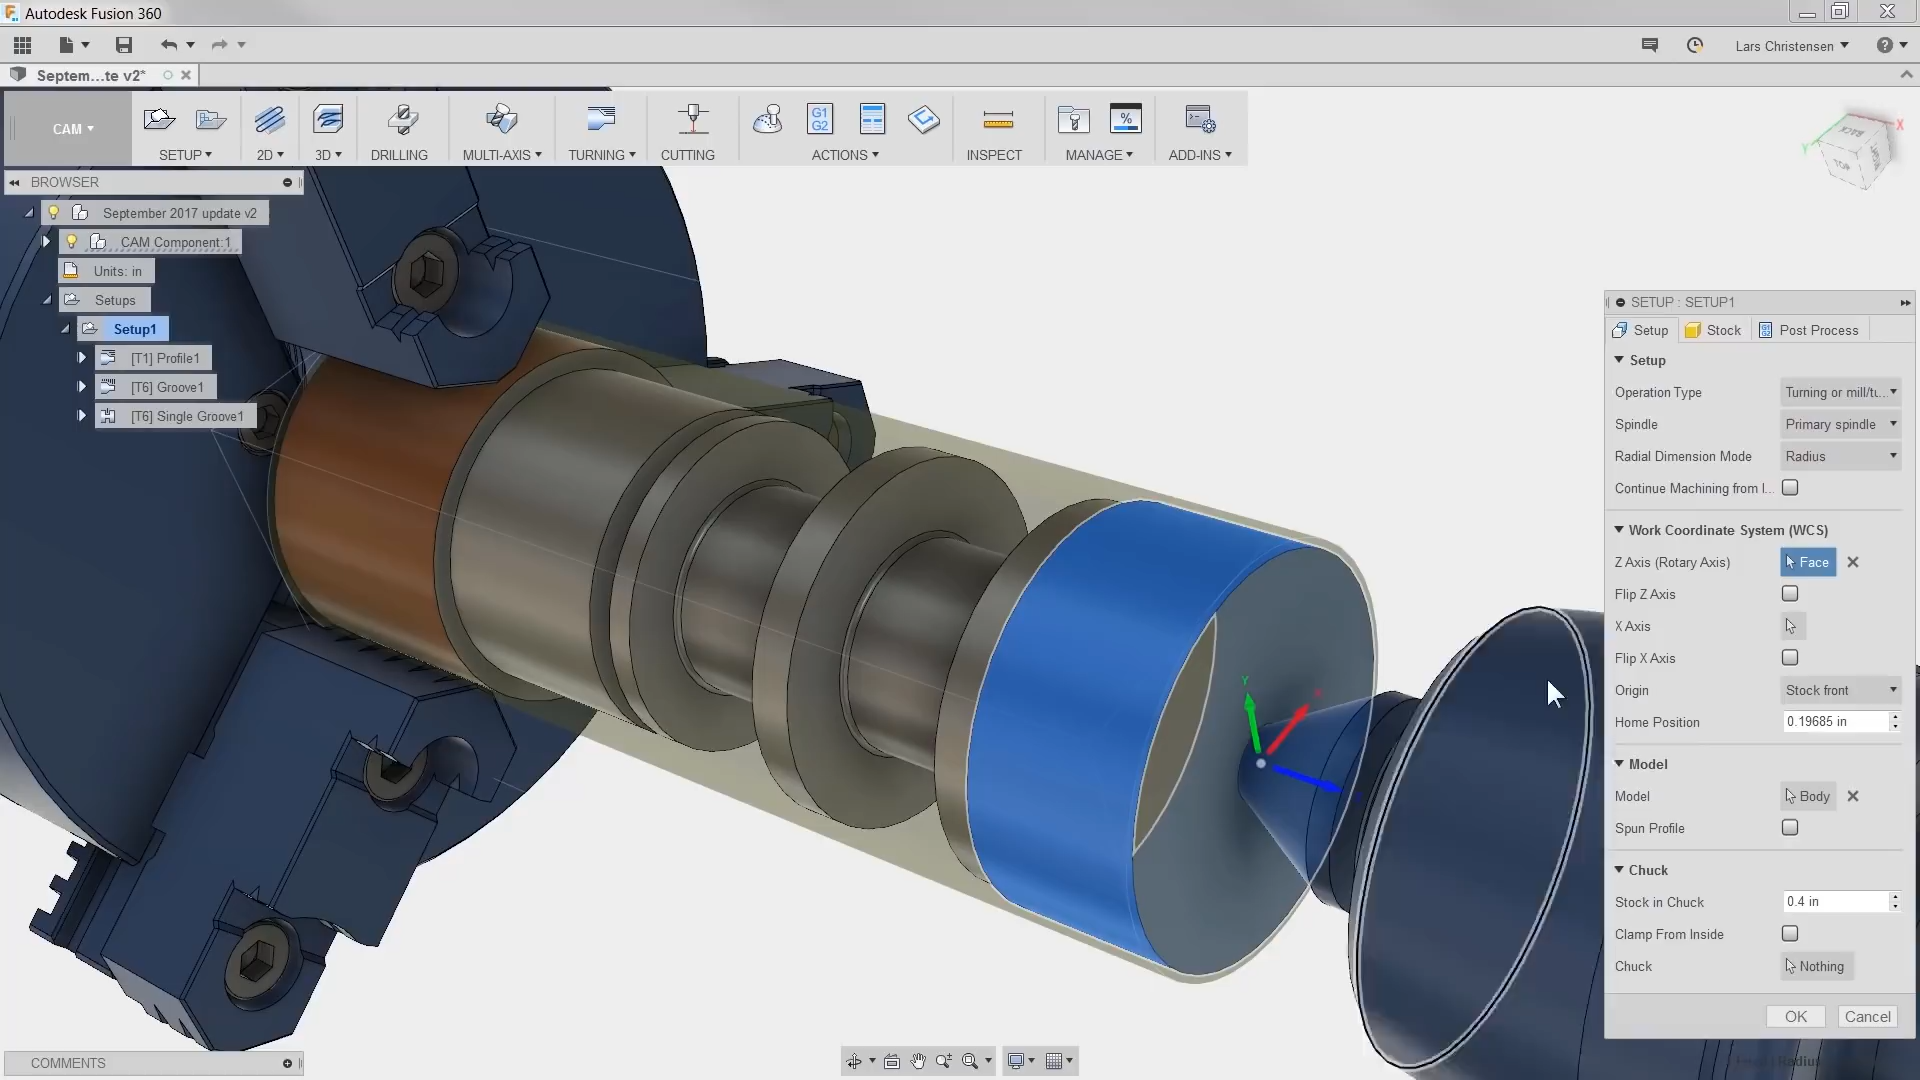 Autodesk Fusion 360
Lars Christensen
Septem...te v2*
CAM
SETUP
2D
3D
DRILLING
MULTI-AXIS
TURNING
CUTTING
G1
G2
ACTIONS
INSPECT
%
MANAGE
ADD-INS
BACK
TOP
X
Y
BROWSER
September 2017 update v2
CAM Component:1
Units: in
Setups
Setup1
[T1] Profile1
[T6] Groove1
[T6] Single Groove1
Y
SETUP : SETUP1
Setup
Stock
Post Process
Setup
Operation Type
Turning or mill/tu...
Spindle
Primary spindle
Radial Dimension Mode
Radius
Continue Machining from I...
Work Coordinate System (WCS)
Z Axis (Rotary Axis)
Face
Flip Z Axis
X Axis
Flip X Axis
Origin
Stock front
Home Position
0.19685 in
Model
Model
Body
Spun Profile
Chuck
Stock in Chuck
0.4 in
Clamp From Inside
Chuck
Nothing
OK
Cancel
COMMENTS